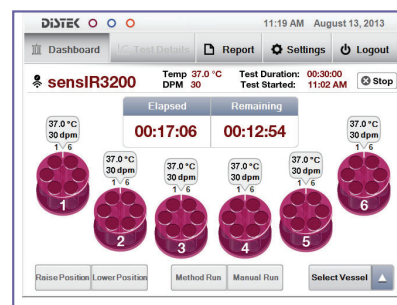 DISTEK
11:19 AM August 13, 2013
Dashboard Test Details Report Settings Logout
sensIR3200
Temp 37.0 °C
DPM 30
Test Duration: 00:30:00
Test Started: 11:02 AM
Stop
Elapsed Remaining
00:17:06 00:12:54
37.0 °C
30 dpm
1 6
1
37.0 °C
30 dpm
1 6
2
37.0 °C
30 dpm
1 6
3
37.0 °C
30 dpm
1 6
4
37.0 °C
30 dpm
1 6
5
37.0 °C
30 dpm
1 6
6
Raise Position Lower Position Method Run Manual Run Select Vessel